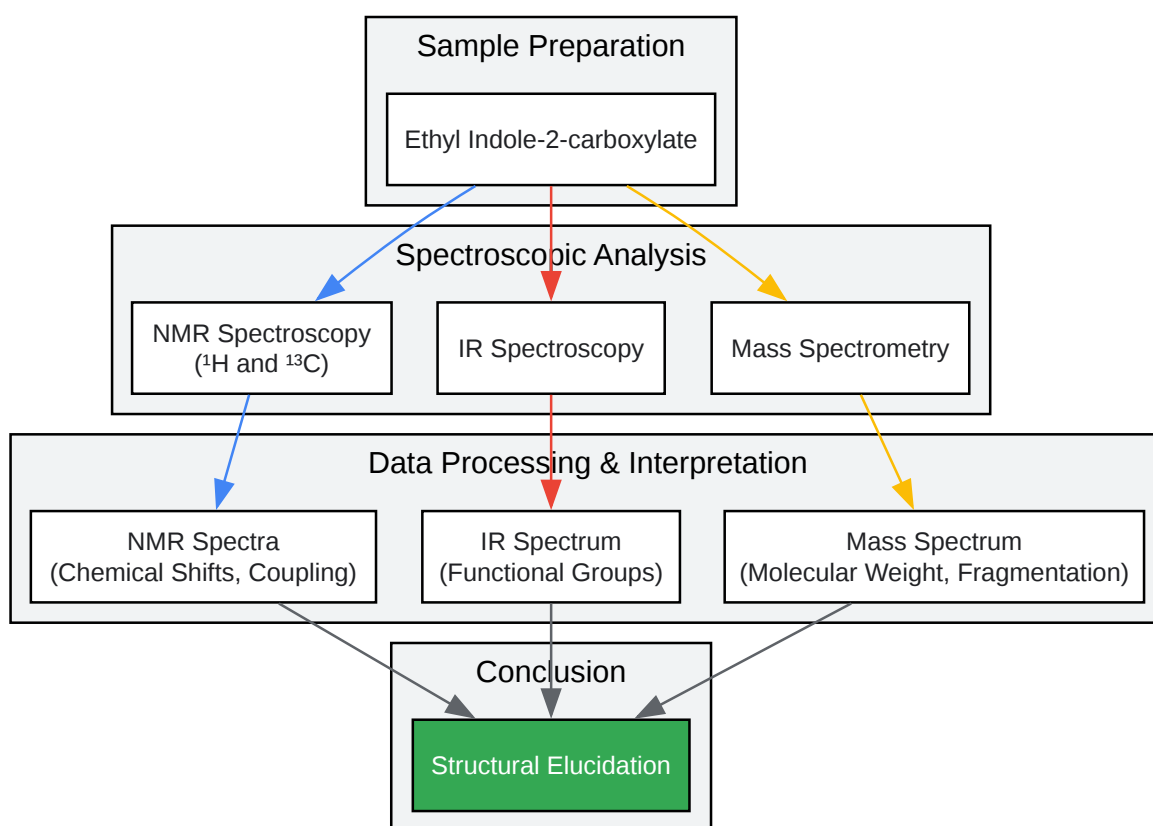 Sample Preparation
Ethyl Indole-2-carboxylate
Spectroscopic Analysis
NMR Spectroscopy
(¹H and ¹³C)
IR Spectroscopy
Mass Spectrometry
Data Processing & Interpretation
NMR Spectra
(Chemical Shifts, Coupling)
IR Spectrum
(Functional Groups)
Mass Spectrum
(Molecular Weight, Fragmentation)
Conclusion
Structural Elucidation